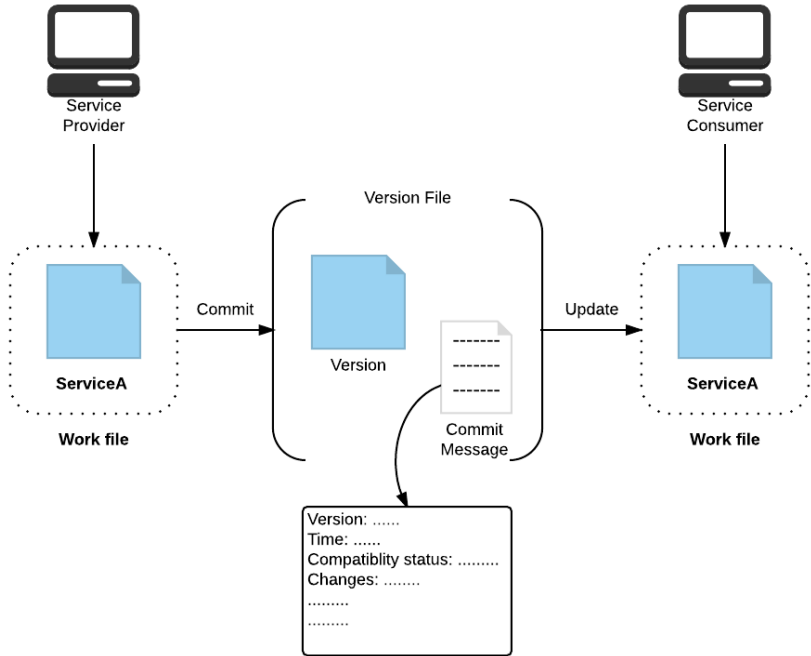 Service
Provider
Service
Consumer
Version File
Commit
Update
ServiceA
Version
ServiceA
Work file
Commit
Message
Work file
Version: ......
Time: ......
Compatiblity status: .........
Changes: ........
.........
.........